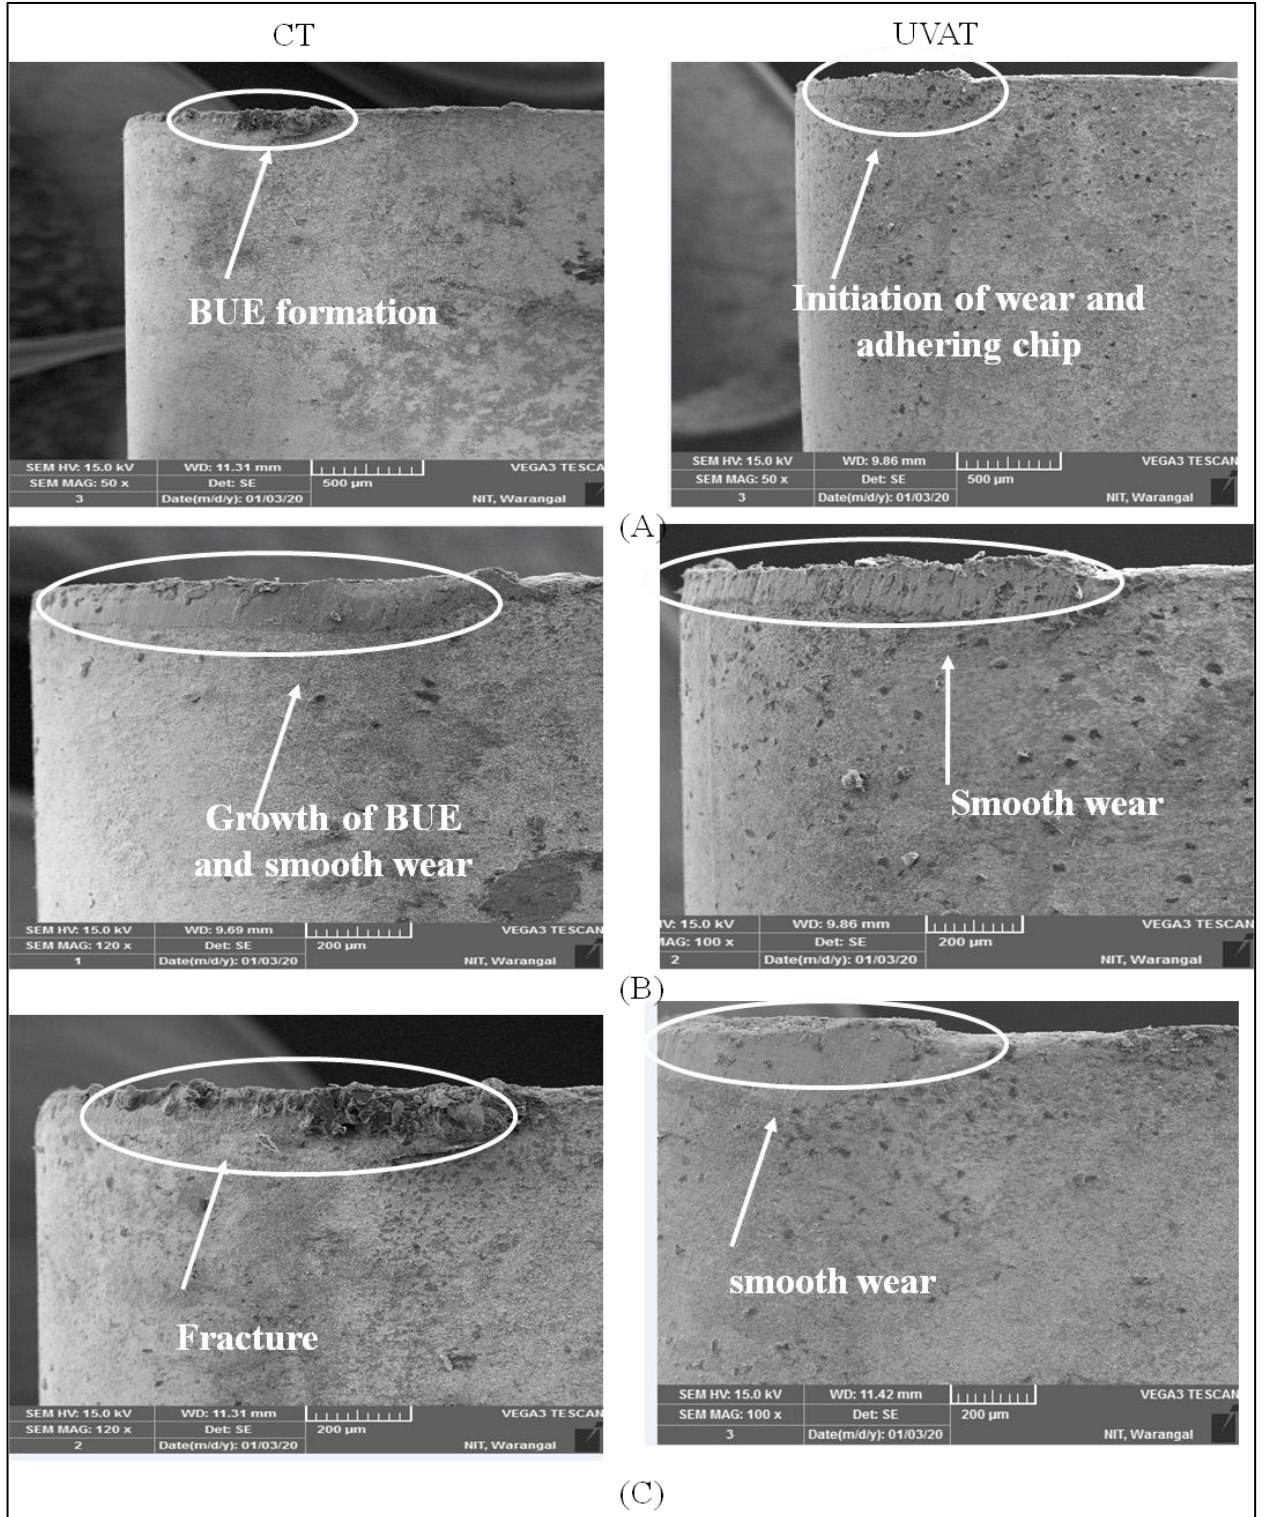 CT
UVAT
BUE formation
Initiation of wear and
adhering chip
SEM HV: 15.0 kV WD: 11.31 mm VEGA3 TESCA
SEM MAG: 50 x Det: SE 500 µm
3 Date(m/d/y): 01/03/20 NIT, Warangal
SEM HV: 15.0 kV WD: 9.86 mm VEGA3 TESCAN
SEM MAG: 50 x Det: SE 500 µm
3 Date(m/d/y): 01/03/20 NIT, Warangal
(A)
Growth of BUE
and smooth wear
Smooth wear
SEM HV: 15.0 kV WD: 9.69 mm VEGA3 TESCAN
SEM MAG: 120 x Det: SE 200 µm
1 Date(m/d/y): 01/03/20 NIT, Warangal
V: 15.0 kV WD: 9.86 mm VEGA3 TESCAN
MAG: 100 x Det: SE 200 µm
2 Date(m/d/y): 01/03/20 NIT, Warangal
(B)
Fracture
smooth wear
SEM HV: 15.0 kV WD: 11.31 mm VEGA3 TESCAN
SEM MAG: 120 x Det: SE 200 µm
2 Date(m/d/y): 01/03/20 NIT, Warangal
SEM HV: 15.0 kV WD: 11.42 mm VEGA3 TESCAN
SEM MAG: 100 x Det: SE 200 µm
3 Date(m/d/y): 01/03/20 NIT, Warangal
(C)